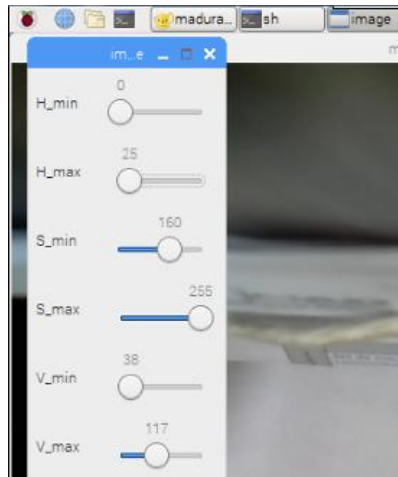 madura... sh image
im...e
m
0
H_min
25
H_max
160
S_min
255
S_max
38
V_min
117
V_max